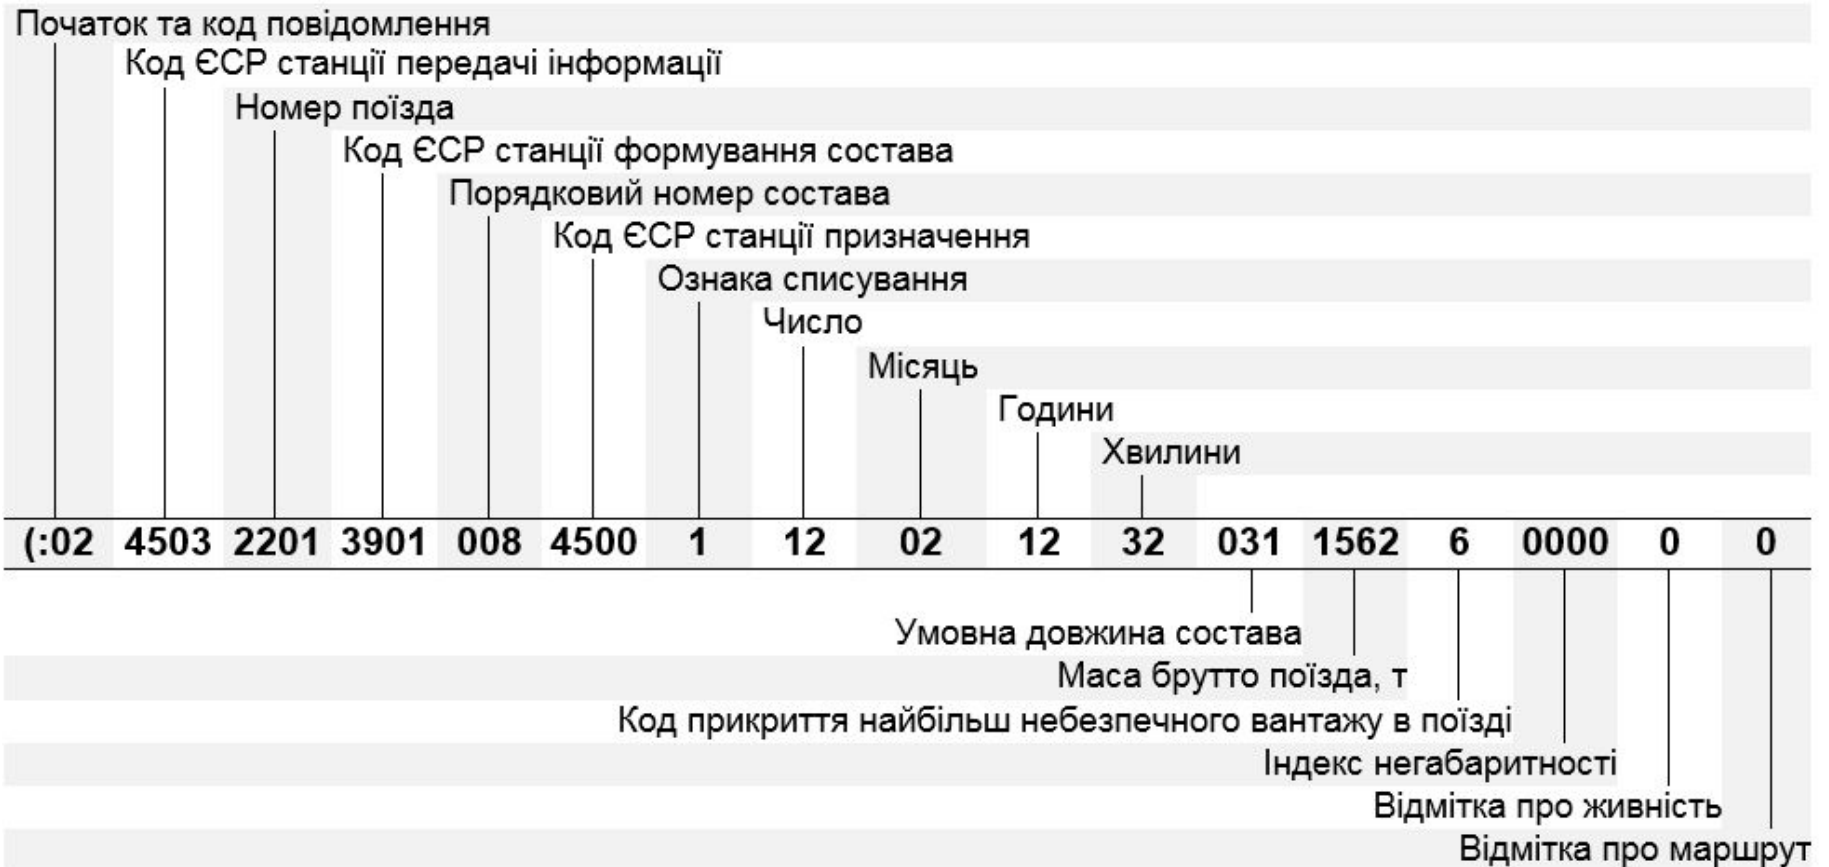 Початок та код повідомлення
Код ЄСР станції передачі інформації
Номер поїзда
Код ЄСР станції формування состава
Порядковий номер состава
Код ЄСР станції призначення
Ознака списування
Число
Місяць
Години
Хвилини
(:02 4503 2201 3901 008 4500 1 12 02 12 32 031 1562 6 0000 0 0
Умовна довжина состава
Маса брутто поїзда, т
Код прикриття найбільш небезпечного вантажу в поїзді
Індекс негабаритності
Відмітка про живність
Відмітка про маршрут